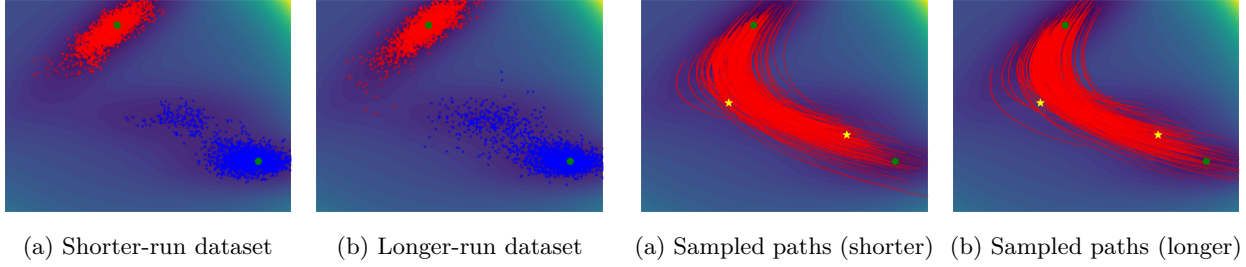 (a) Shorter-run dataset
(b) Longer-run dataset
(a) Sampled paths (shorter)
(b) Sampled paths (longer)